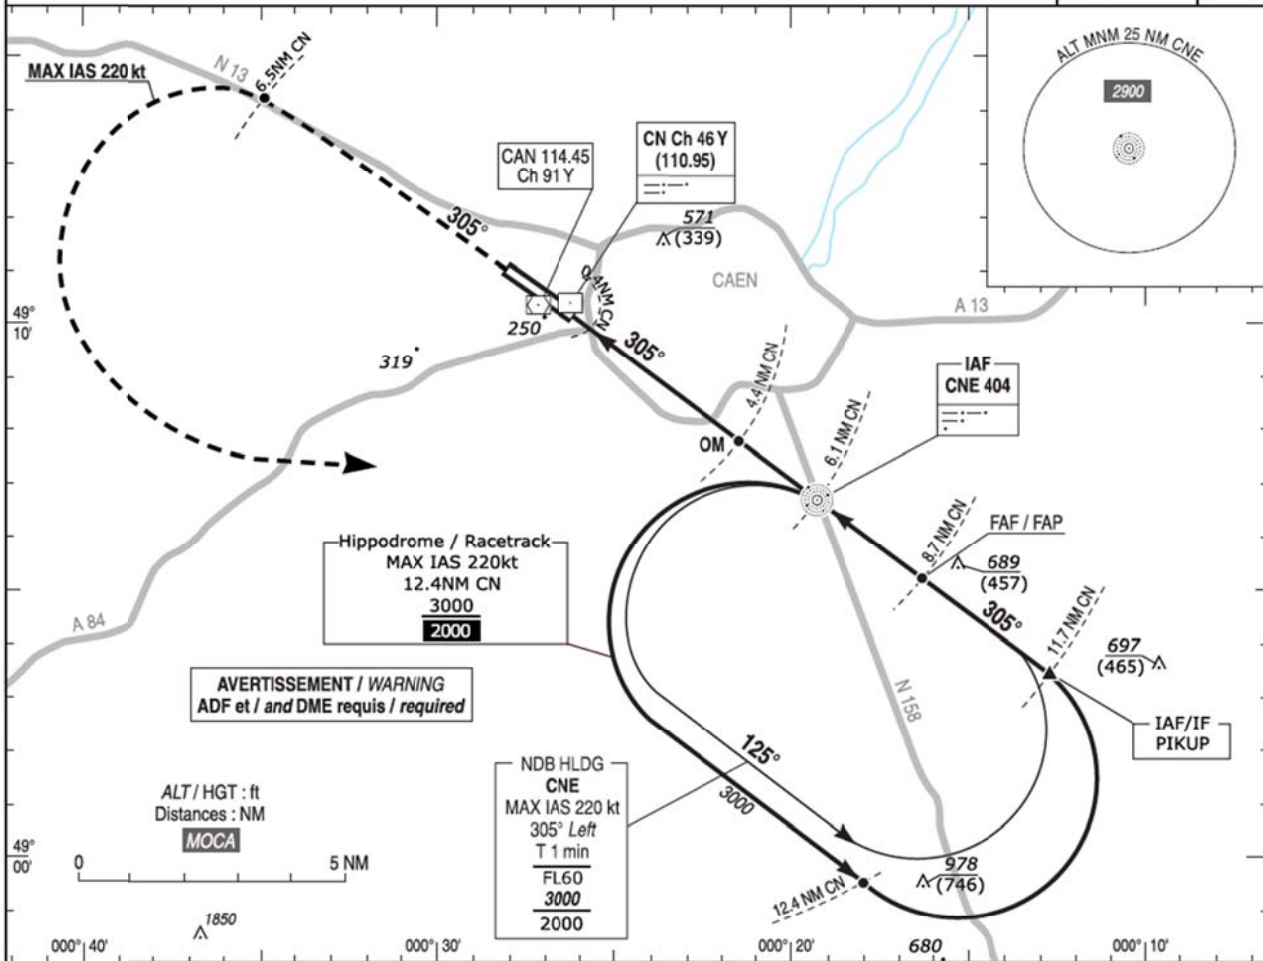 MAX IAS 220 kt
N 13
6.5NM CN
ALT MNM 25 NM CNE
2900
CAN 114.45
Ch 91 Y
CN Ch 46 Y
(110.95)
571
(339)
305°
0.4NM CN
CAEN
A 13
250
319
49°
10'
305°
4.4 NM CN
OM
6.1 NM CN
IAF
CNE 404
8.7 NM CN
FAF / FAP
689
(457)
305°
11.7 NM CN
697
(465)
IAF/IF
PIKUP
Hippodrome / Racetrack
MAX IAS 220kt
12.4NM CN
3000
2000
A 84
AVERTISSEMENT / WARNING
ADF et / and DME requis / required
N 158
125°
3000
NDB HLDG
CNE
MAX IAS 220 kt
305° Left
T 1 min
FL60
3000
2000
12.4 NM CN
978
(746)
ALT / HGT : ft
Distances : NM
MOCA
49°
00'
0
5 NM
1850
000° 40'
000° 30'
000° 20'
680
000° 10'